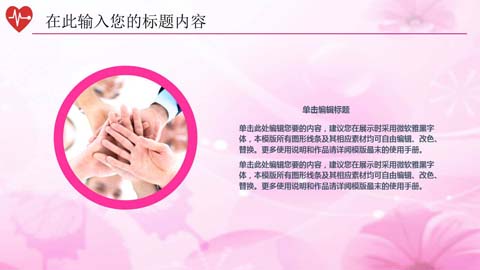 在此输入您的标题内容
单击编辑标题
单击此处编辑您要的内容，建议您在展示时采用微软雅黑字
体，本模版所有图形线条及其相应素材均可自由编辑、改色、
替换。更多使用说明和作品请详阅模版最末的使用手册。
单击此处编辑您要的内容，建议您在展示时采用微软雅黑字
体，本模版所有图形线条及其相应素材均可自由编辑、改色、
替换。更多使用说明和作品请详阅模版最末的使用手册。